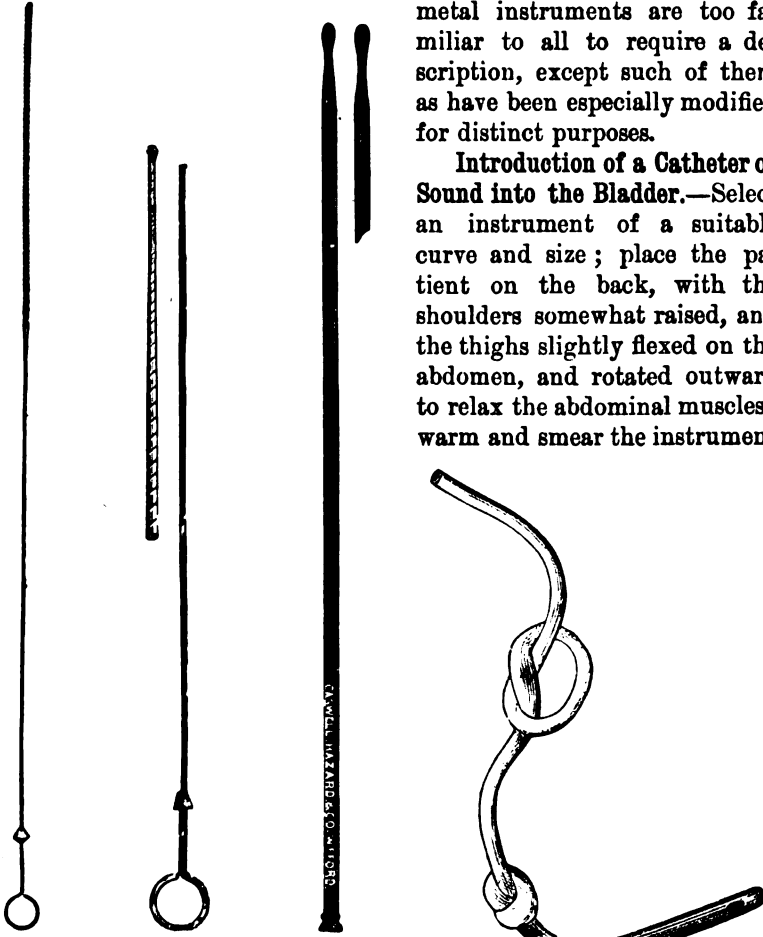 metal instruments are too fa
miliar to all to require a de
scription, except such of ther
as have been especially modifie
for distinct purposes.
Introduction of a Catheter o
Sound into the Bladder.—Selec
an instrument of a suitabl
curve and size ; place the pa
tient on the back, with th
shoulders somewhat raised, an
the thighs slightly flexed on th
abdomen, and rotated outwar
to relax the abdominal muscles
warm and smear the instrumen
HAZARD & CO.